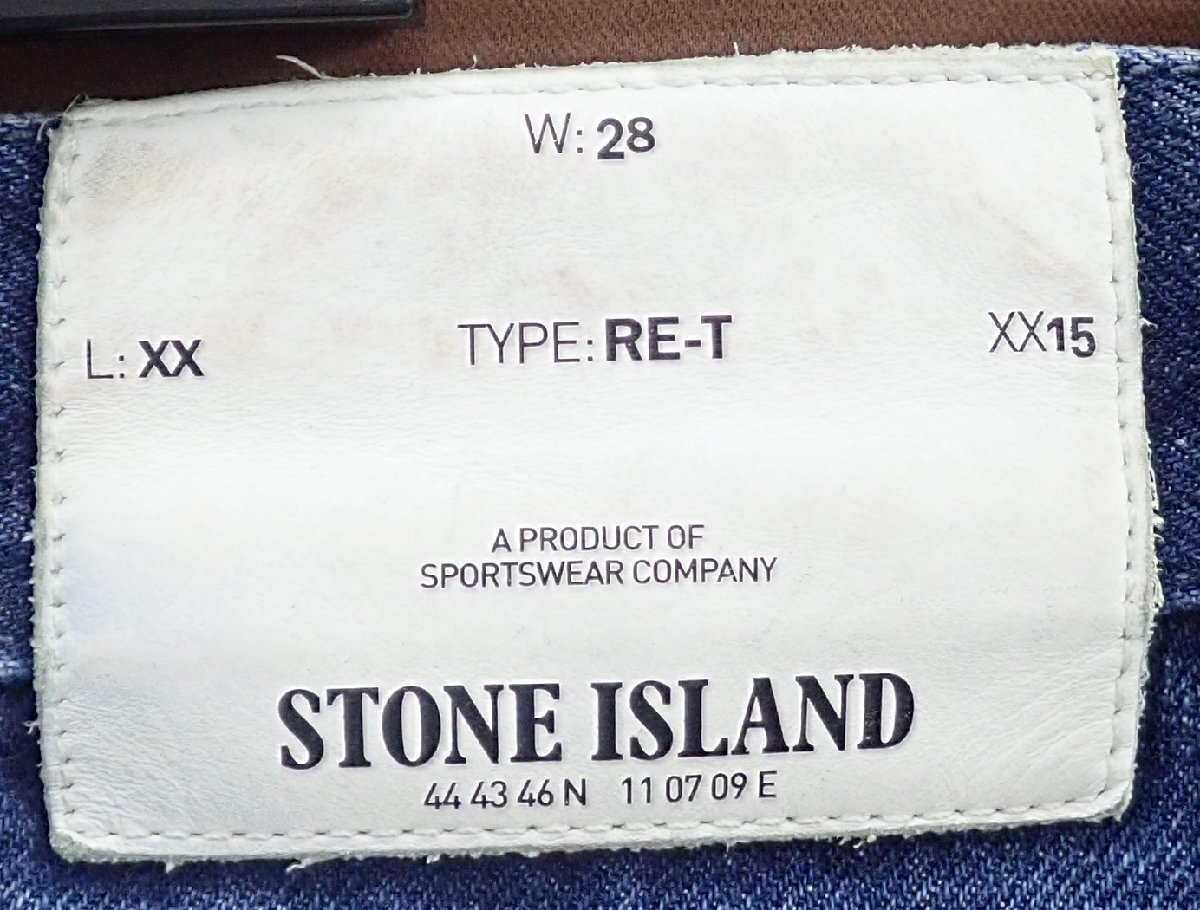 W: 28
L: XX TYPE: RE-T XX15
A PRODUCT OF
SPORTSWEAR COMPANY
STONE ISLAND
44 43 46 N 11 07 09 E